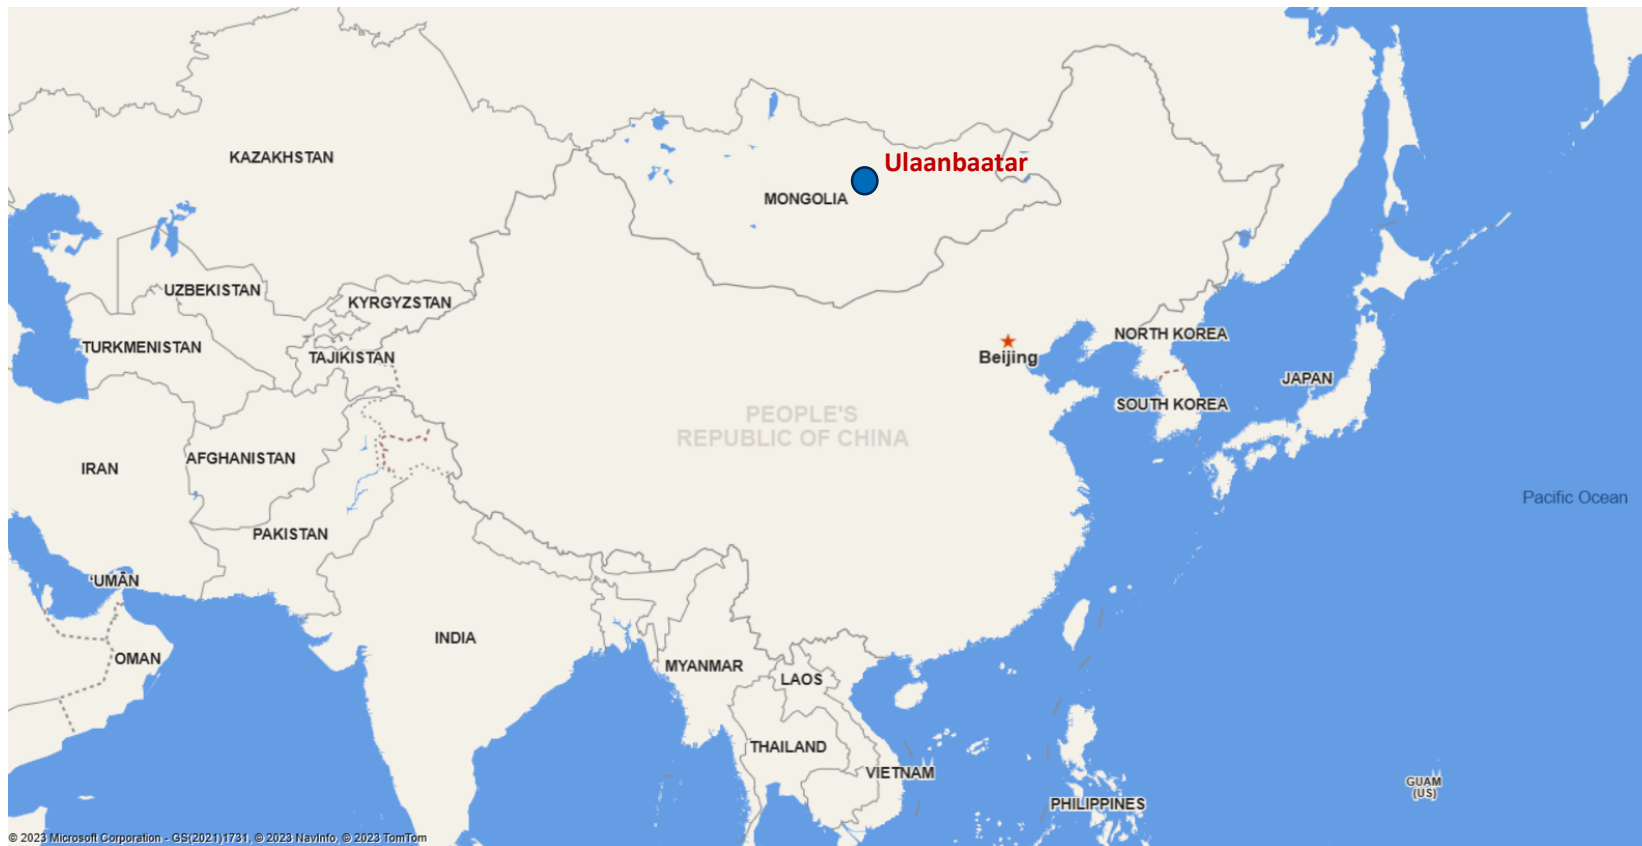 Ulaanbaatar
KAZAKHSTAN
MONGOLIA
UZBEKISTAN
KYRGYZSTAN
NORTH KOREA
TURKMENISTAN
TAJIKISTAN
Beijing
JAPAN
SOUTH KOREA
PEOPLE'S
REPUBLIC OF CHINA
AFGHANISTAN
IRAN
Pacific Ocean
PAKISTAN
'UMĀN
INDIA
OMAN
MYANMAR
LAOS
THAILAND
VIETNAM
GUAM
(US)
PHILIPPINES
© 2023 Microsoft Corporation - GS(2021)1731, © 2023 NavInfo, © 2023 TomTom